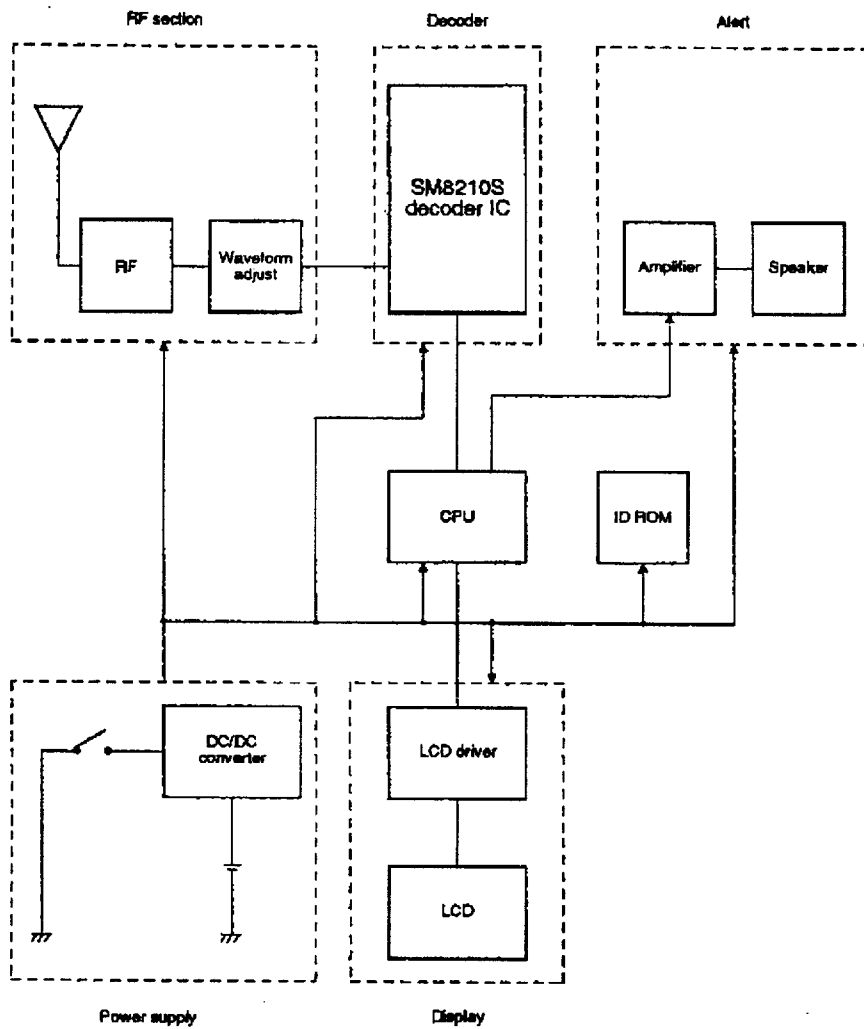 RF section
Decoder
Alert
SM8210S
decoder IC
RF
Waveform
adjust
Amplifier
Speaker
CPU
ID ROM
DC/DC
converter
LCD driver
LCD
Power supply
Display